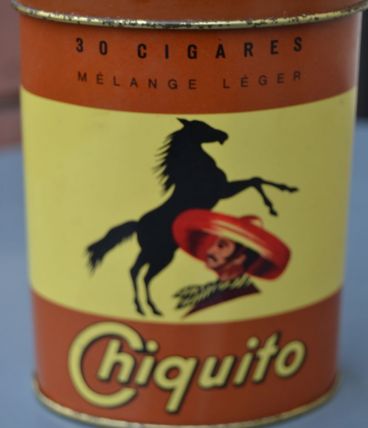 30 CIGARES
MÉLANGE LÉGER
Chiquito